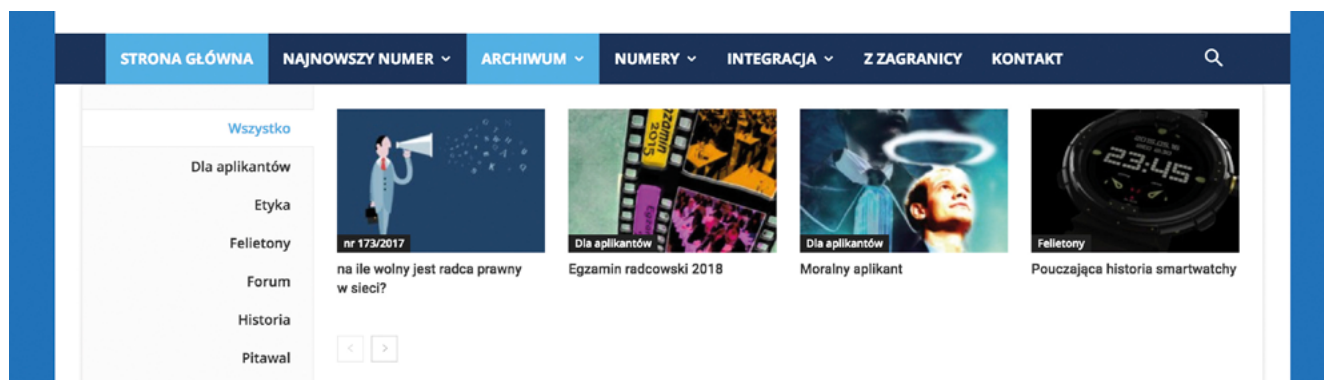 STRONA GŁÓWNA NAJNOWSZY NUMER ARCHIWUM NUMERY INTEGRACJA Z ZAGRANICY KONTAKT
Wszystko
Dla aplikantów
Etyka
Felietony
Forum
Historia
Pitawal
nr 173/2017
na ile wolny jest radca prawny
w sieci?
Egzamin
2015
Dla aplikantów
Egzamin radcowski 2018
Dla aplikantów
Moralny aplikant
23:45
Felietony
Pouczająca historia smartwatchy